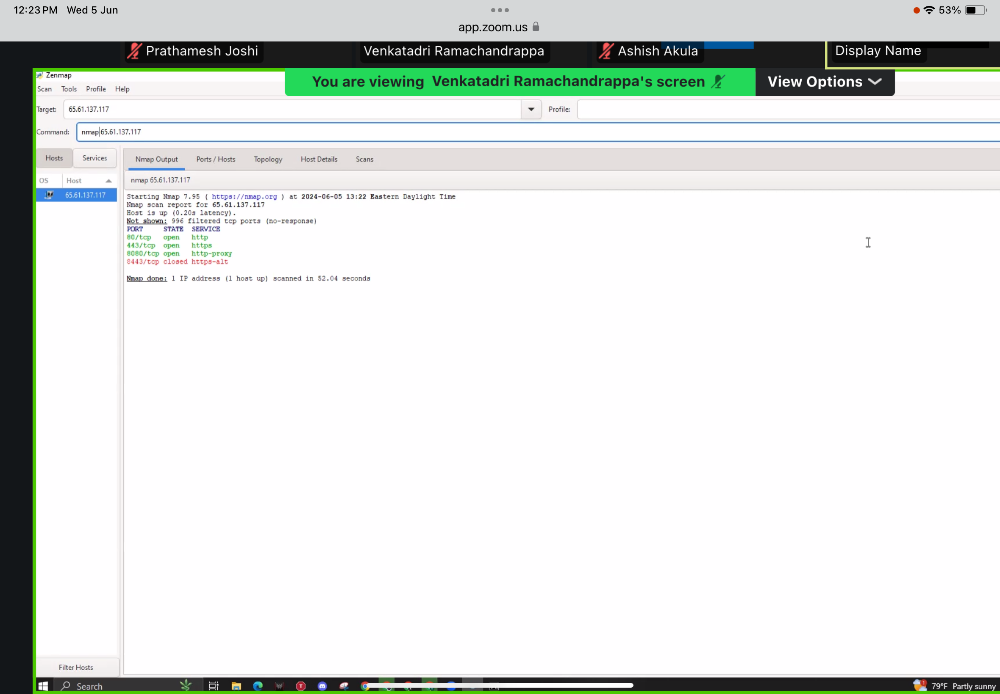 12:23 PM Wed 5 Jun
53%
app.zoom.us
Prathamesh Joshi
Venkatadri Ramachandrappa
Ashish Akula
Display Name
Zenmap
You are viewing Venkatadri Ramachandrappa's screen
View Options
Scan Tools Profile Help
Target: 65.61.137.117
Profile:
Command: nmap 65.61.137.117
Hosts Services
Nmap Output Ports / Hosts Topology Host Details Scans
OS Host
nmap 65.61.137.117
65.61.137.117
Starting Nmap 7.95 ( https://nmap.org ) at 2024-06-05 13:22 Eastern Daylight Time
Nmap scan report for 65.61.137.117
Host is up (0.20s latency).
Not shown: 996 filtered tcp ports (no-response)
PORT STATE SERVICE
80/tcp open http
443/tcp open https
8080/tcp open http-proxy
8443/tcp closed https-alt
Nmap done: 1 IP address (1 host up) scanned in 52.04 seconds
Filter Hosts
Search
T
1
79°F Partly sunny